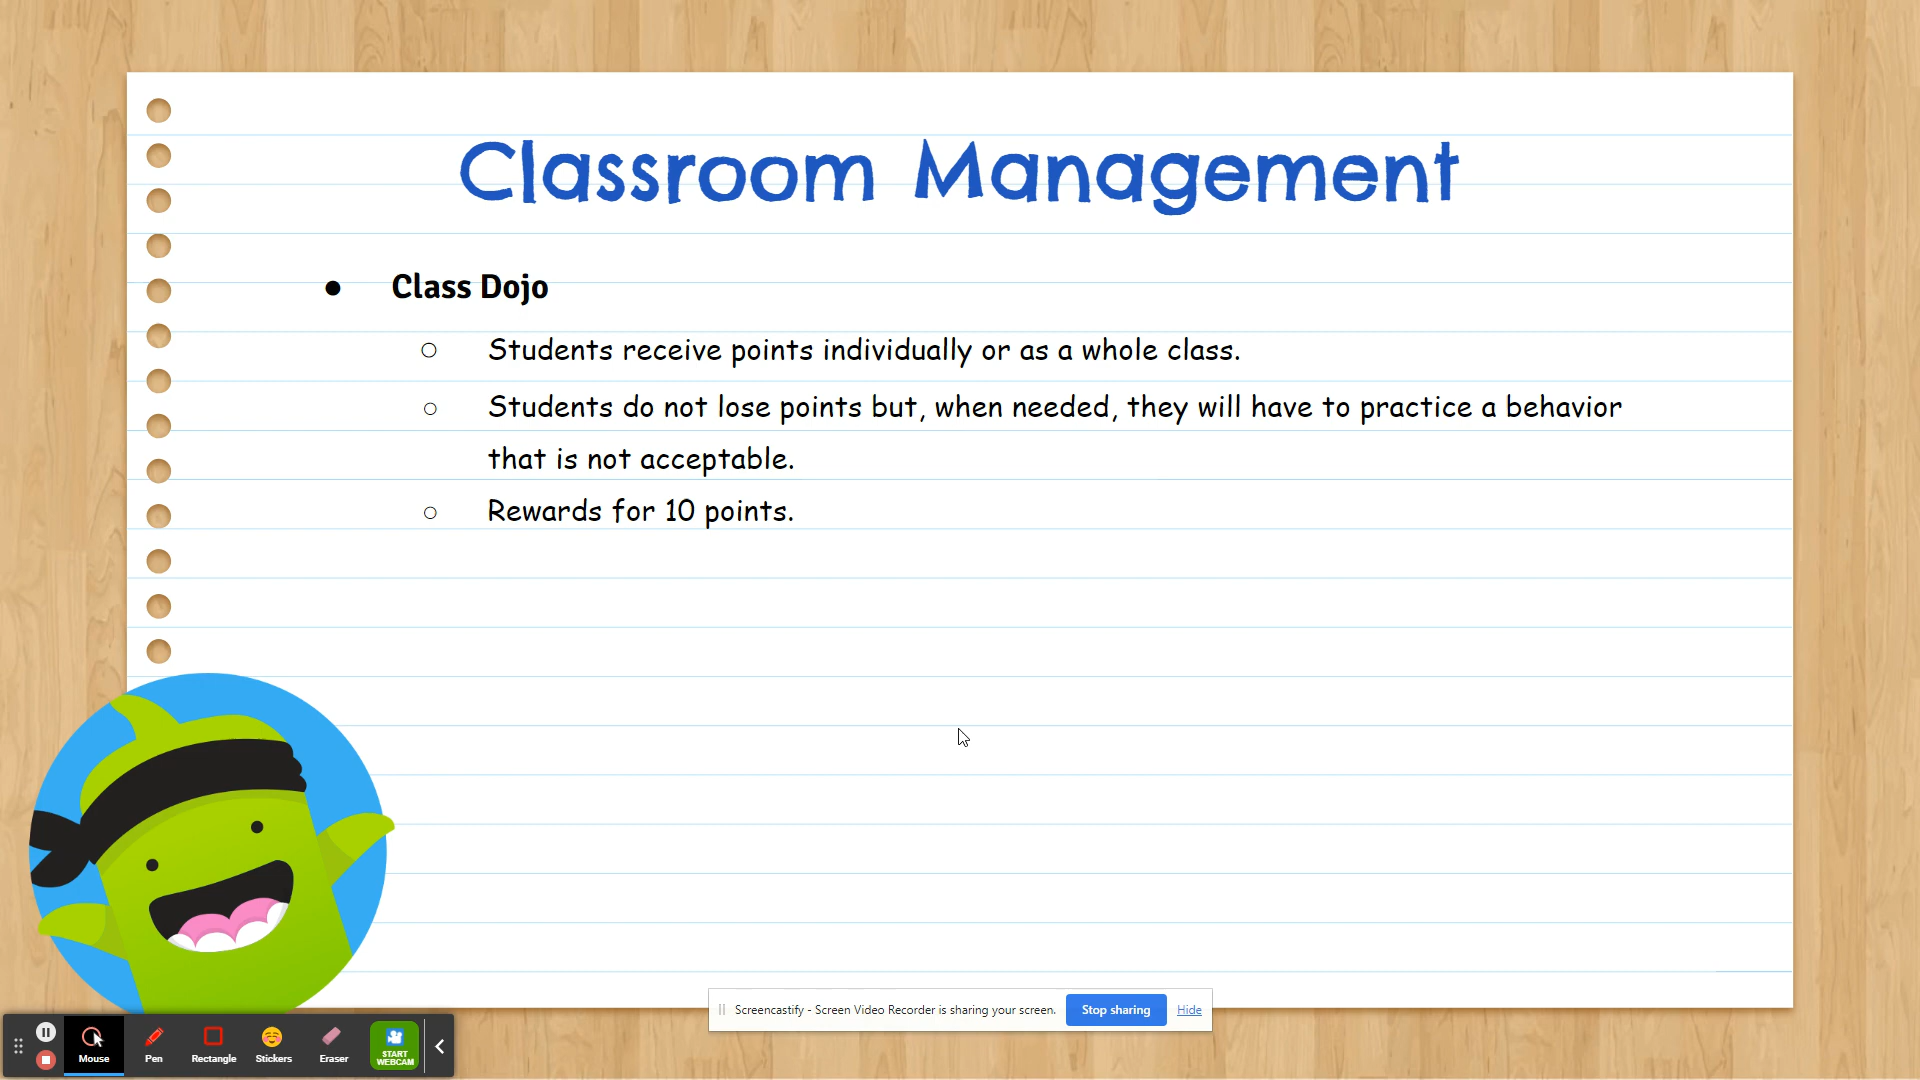 Classroom Management
● Class Dojo
○ Students receive points individually or as a whole class.
○ Students do not lose points but, when needed, they will have to practice a behavior
that is not acceptable.
○ Rewards for 10 points.
Screencastify - Screen Video Recorder is sharing your screen. Stop sharing Hide
Mouse Pen Rectangle Stickers Eraser START
WEBCAM